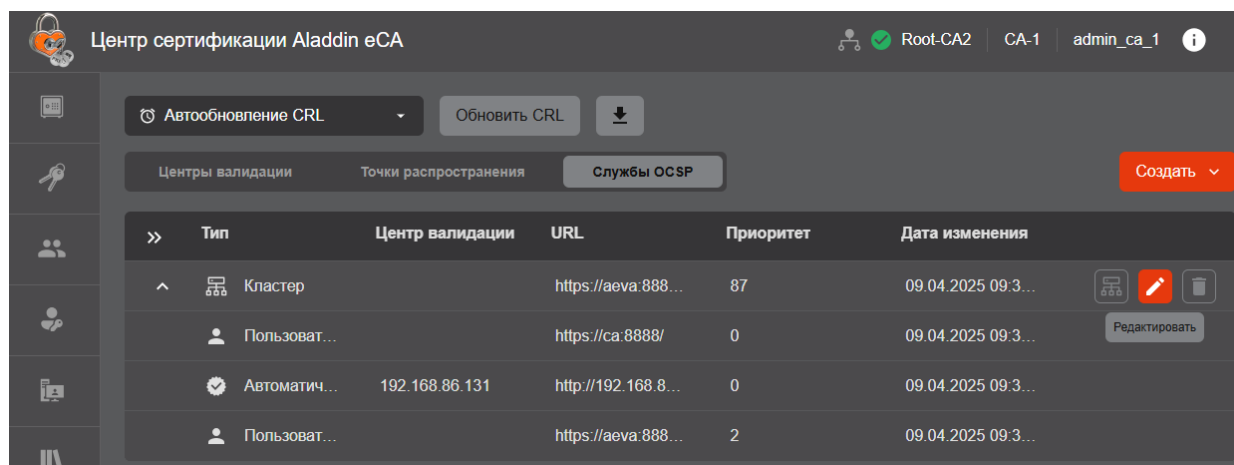 Центр сертификации Aladdin eCA Root-CA2 CA-1 admin_ca_1
Автообновление CRL Обновить CRL
Центры валидации Точки распространения Службы OCSP Создать
Тип Центр валидации URL Приоритет Дата изменения
Кластер https://aeva:888... 87 09.04.2025 09:3...
Редактировать
Пользоват... https://ca:8888/ 0 09.04.2025 09:3...
Автоматич... 192.168.86.131 http://192.168.8... 0 09.04.2025 09:3...
Пользоват... https://aeva:888... 2 09.04.2025 09:3...